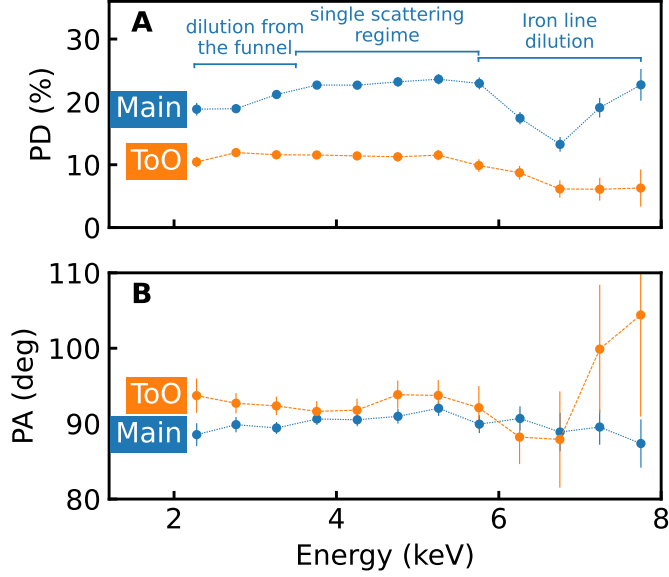 A
dilution from
the funnel
single scattering
regime
Iron line
dilution
30
20
10
0
PD (%)
Main
ToO
B
110
100
90
80
PA (deg)
ToO
Main
2
4
6
8
Energy (keV)